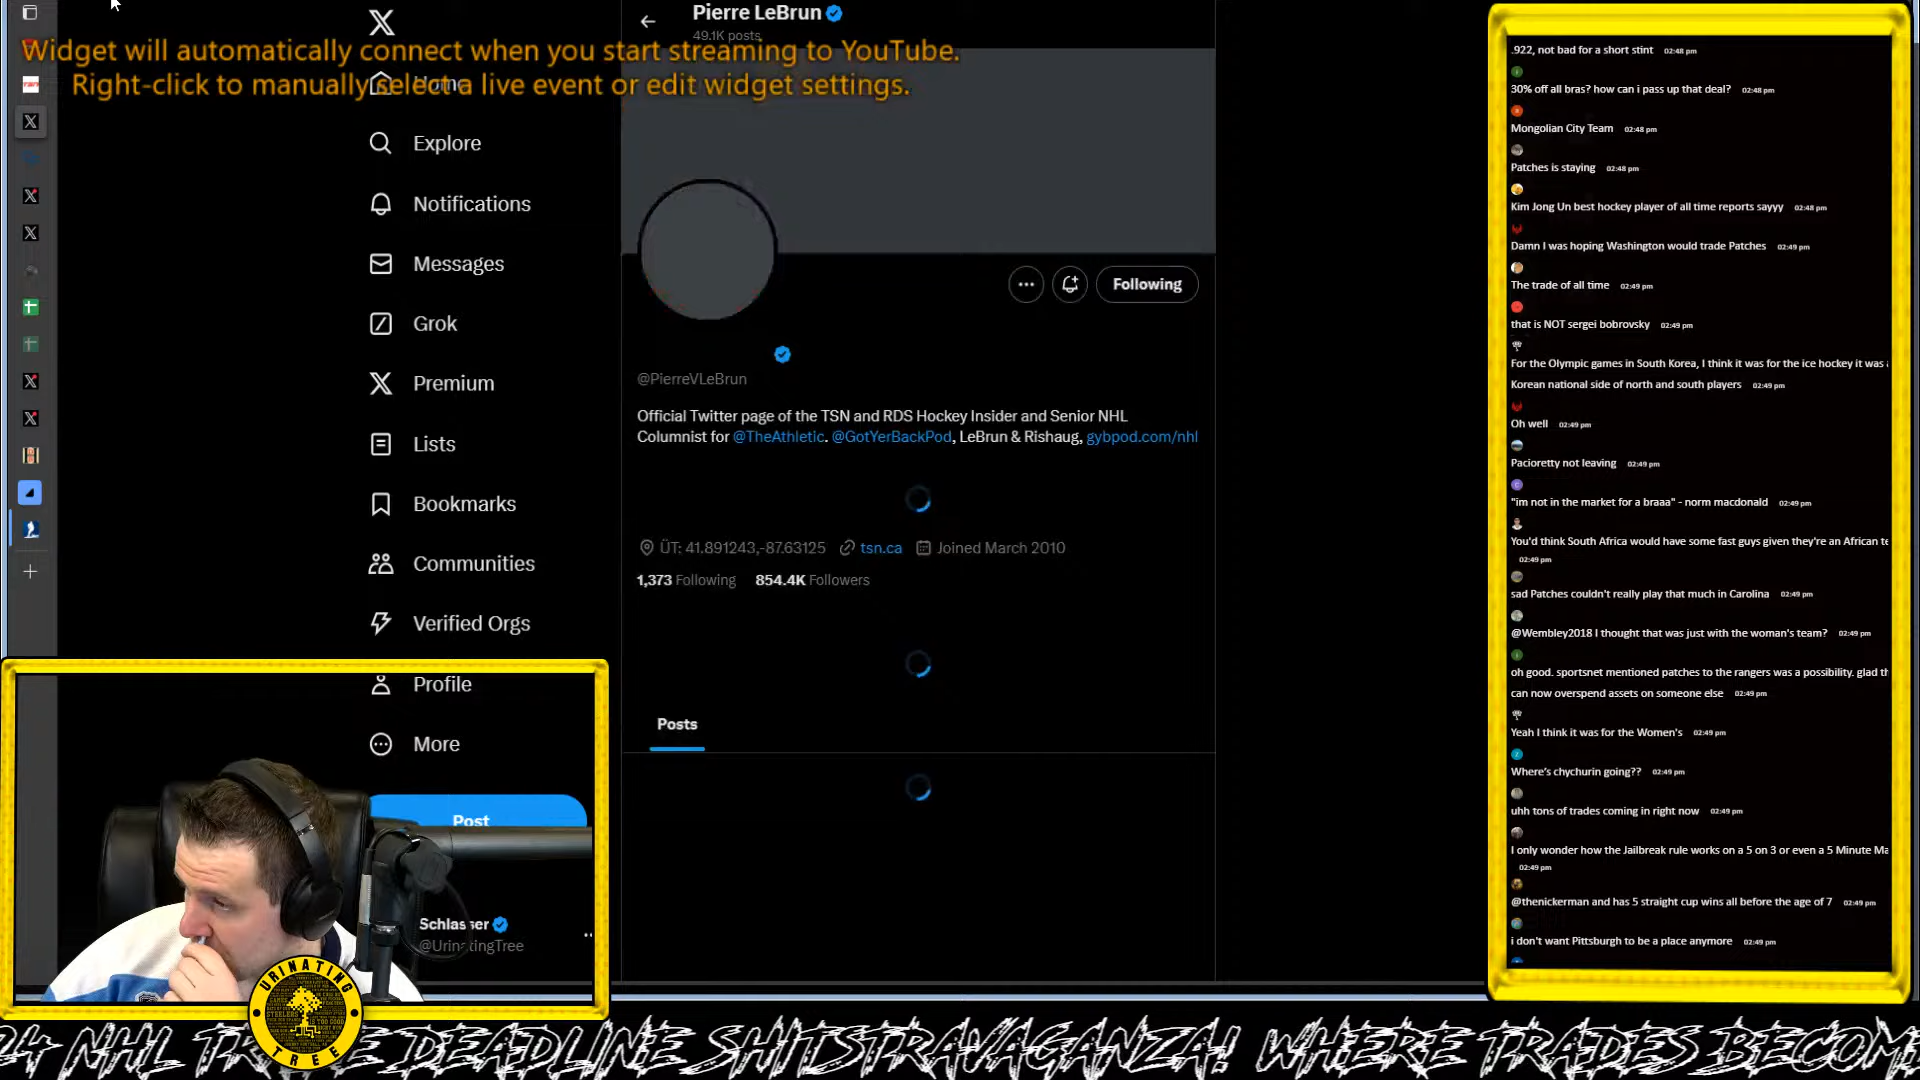 Pierre LeBrun
49.1K posts
Widget will automatically connect when you start streaming to YouTube.
Right-click to manually select a live event or edit widget settings.
Home
Explore
Notifications
Messages
Grok
Premium
Lists
Bookmarks
Communities
Verified Orgs
Profile
More
Post
Schlasser
@UrinatingTree
Following
@PierreVLeBrun
Official Twitter page of the TSN and RDS Hockey Insider and Senior NHL
Columnist for @TheAthletic. @GotYerBackPod, LeBrun & Rishaug, gybpod.com/nhl
ÜT: 41.891243,-87.63125 tsn.ca Joined March 2010
1,373 Following 854.4K Followers
Posts
.922, not bad for a short stint 02:48 pm
30% off all bras? how can i pass up that deal? 02:48 pm
Mongolian City Team 02:48 pm
Patches is staying 02:48 pm
Kim Jong Un best hockey player of all time reports sayyy 02:48 pm
Damn I was hoping Washington would trade Patches 02:49 pm
The trade of all time 02:49 pm
that is NOT sergei bobrovsky 02:49 pm
For the Olympic games in South Korea, I think it was for the ice hockey it was
Korean national side of north and south players 02:49 pm
Oh well 02:49 pm
Pacioretty not leaving 02:49 pm
"im not in the market for a braaa" - norm macdonald 02:49 pm
You'd think South Africa would have some fast guys given they're an African te
02:49 pm
sad Patches couldn't really play that much in Carolina 02:49 pm
@Wembley2018 I thought that was just with the woman's team? 02:49 pm
oh good. sportsnet mentioned patches to the rangers was a possibility. glad th
can now overspend assets on someone else 02:49 pm
Yeah I think it was for the Women's 02:49 pm
Where's chychurin going?? 02:49 pm
uhh tons of trades coming in right now 02:49 pm
I only wonder how the Jailbreak rule works on a 5 on 3 or even a 5 Minute Ma
02:49 pm
@thenickerman and has 5 straight cup wins all before the age of 7 02:49 pm
i don't want Pittsburgh to be a place anymore 02:49 pm
URINATING
TREE
24 NHL TRADE DEADLINE SHITSTRAVAGANZA! WHERE TRADES BECOM